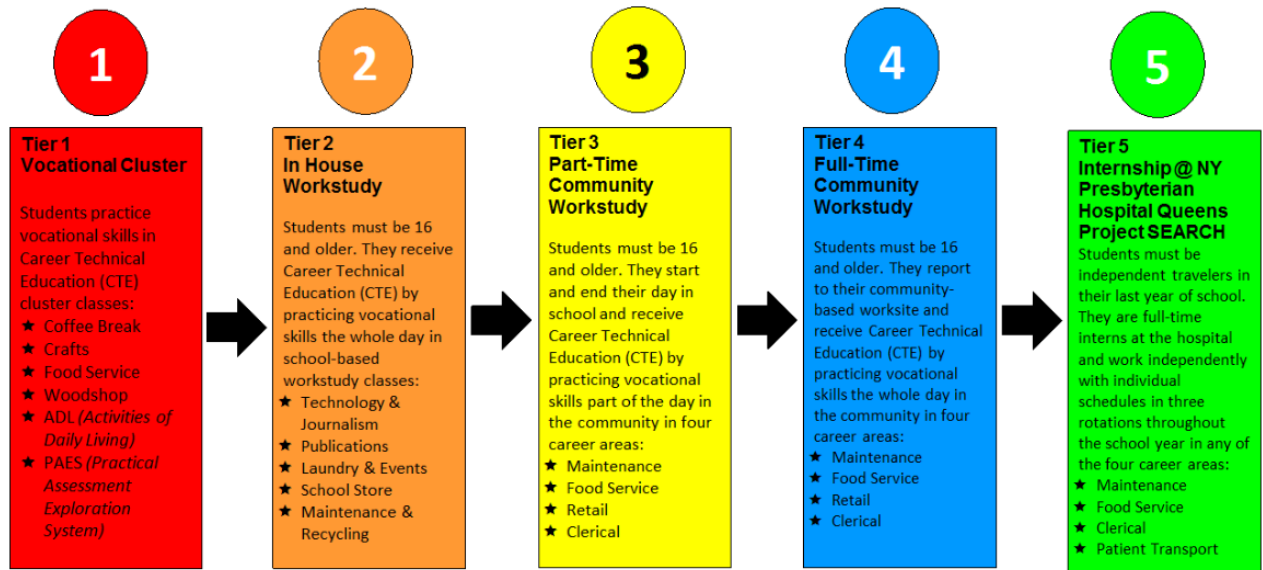 1
2
3
4
5
Tier 1
Vocational Cluster
Students practice
vocational skills in
Career Technical
Education (CTE)
cluster classes:
★ Coffee Break
★ Crafts
★ Food Service
★ Woodshop
★ ADL (Activities of
Daily Living)
★ PAES (Practical
Assessment
Exploration
System)
Tier 2
In House
Workstudy
Students must be 16
and older. They receive
Career Technical
Education (CTE) by
practicing vocational
skills the whole day in
school-based
workstudy classes:
★ Technology &
Journalism
★ Publications
★ Laundry & Events
★ School Store
★ Maintenance &
Recycling
Tier 3
Part-Time
Community
Workstudy
Students must be 16
and older. They start
and end their day in
school and receive
Career Technical
Education (CTE) by
practicing vocational
skills part of the day in
the community in four
career areas:
★ Maintenance
★ Food Service
★ Retail
★ Clerical
Tier 4
Full-Time
Community
Workstudy
Students must be 16
and older. They report
to their community-
based worksite and
receive Career Technical
Education (CTE) by
practicing vocational
skills the whole day in
the community in four
career areas:
★ Maintenance
★ Food Service
★ Retail
★ Clerical
Tier 5
Internship @ NY
Presbyterian
Hospital Queens
Project SEARCH
Students must be
independent travelers in
their last year of school.
They are full-time
interns at the hospital
and work independently
with individual
schedules in three
rotations throughout
the school year in any of
the four career areas:
★ Maintenance
★ Food Service
★ Clerical
★ Patient Transport